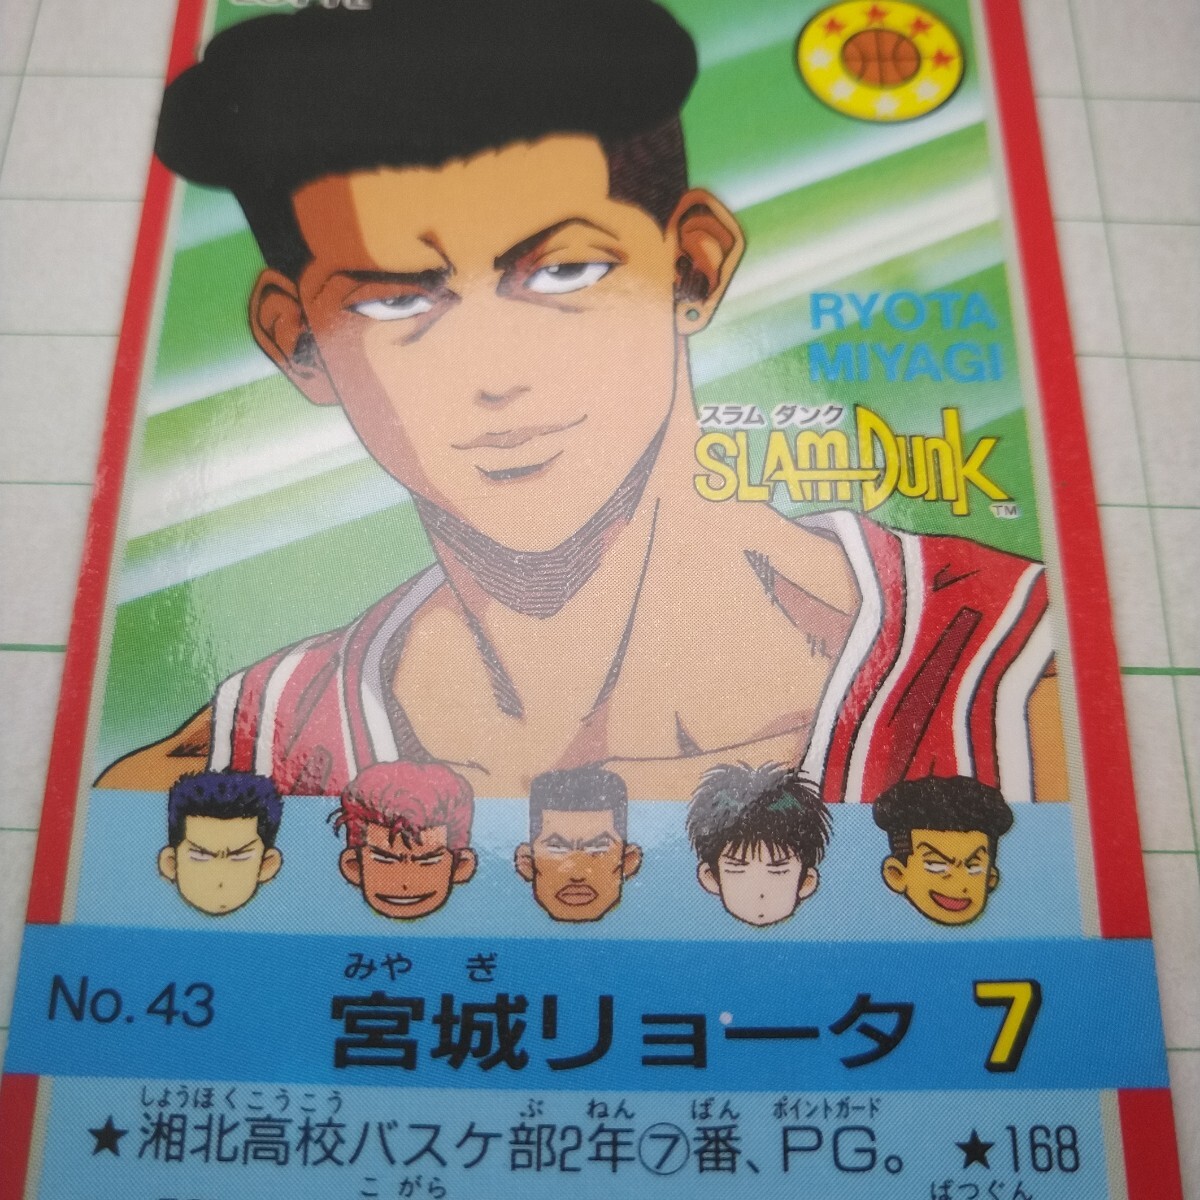 LOTTE
RYOTA
MIYAGI
スラム ダンク
SLAM DUNK
TM
みや ぎ
No. 43 宮城リョータ 7
しょうほくこうこう ぶ ねん ばん ポイントガード
★湘北高校バスケ部2年⑦番、PG。 ★168
こ がら ばつぐん